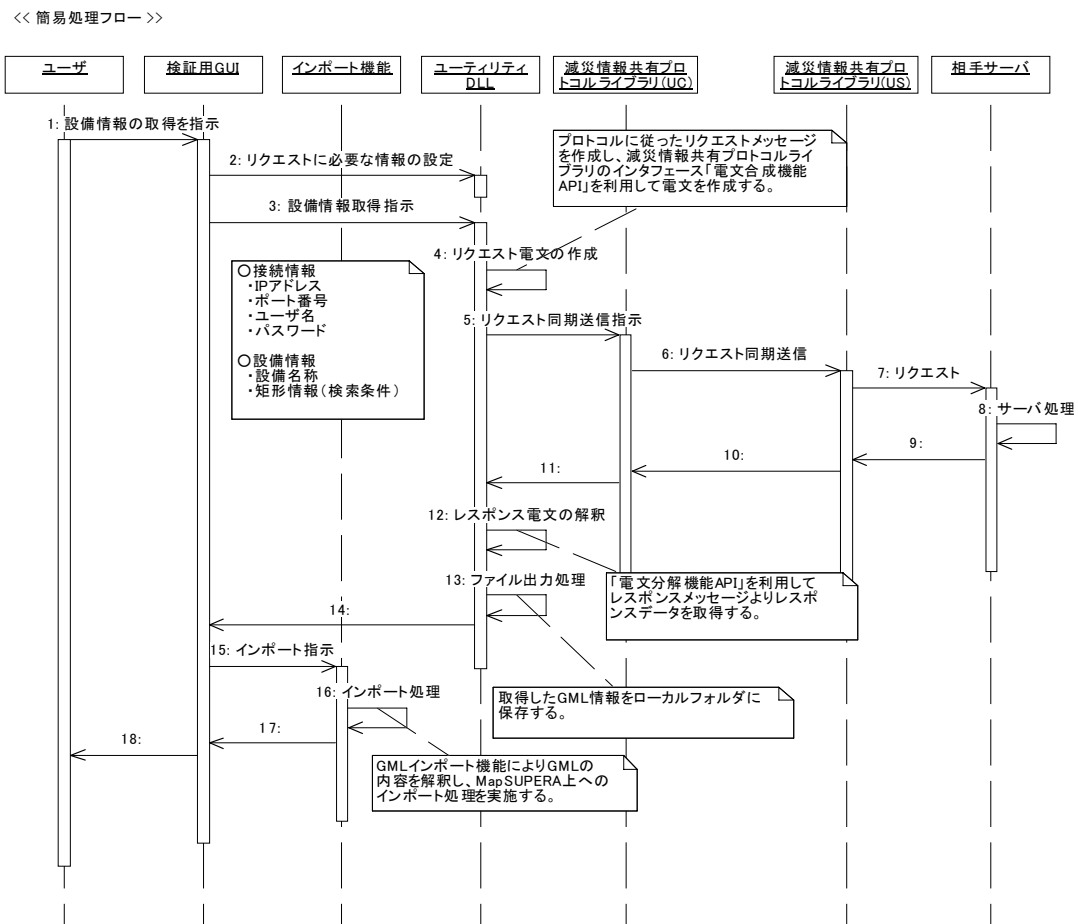 << 簡易処理フロー >>
ユーザ
検証用GUI
インポート機能
ユーティリティ
DLL
減災情報共有プロ
トコルライブラリ(UC)
減災情報共有プロ
トコルライブラリ(US)
相手サーバ
1: 設備情報の取得を指示
プロトコルに従ったリクエストメッセージ
を作成し、減災情報共有プロトコルライ
ブラリのインタフェース「電文合成機能
API」を利用して電文を作成する。
2: リクエストに必要な情報の設定
3: 設備情報取得指示
4: リクエスト電文の作成
○接続情報
・IPアドレス
・ポート番号
・ユーザ名
・パスワード
○設備情報
・設備名称
・矩形情報(検索条件)
5: リクエスト同期送信指示
6: リクエスト同期送信
7: リクエスト
8: サーバ処理
9:
10:
11:
12: レスポンス電文の解釈
13: ファイル出力処理
「電文分解機能API」を利用して
レスポンスメッセージよりレスポ
ンスデータを取得する。
14:
15: インポート指示
16: インポート処理
取得したGML情報をローカルフォルダに
保存する。
17:
18:
GMLインポート機能によりGMLの
内容を解釈し、MapSUPERA上への
インポート処理を実施する。